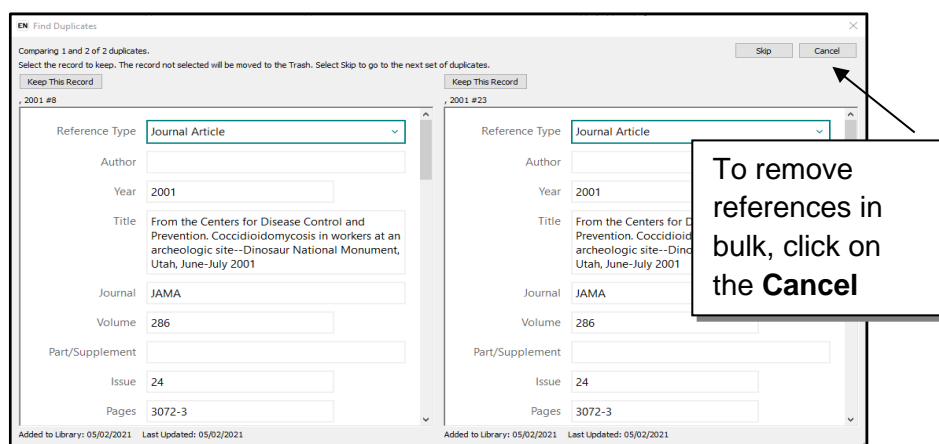 EN Find Duplicates
Comparing 1 and 2 of 2 duplicates.
Select the record to keep. The record not selected will be moved to the Trash. Select Skip to go to the next set of duplicates.
Skip
Cancel
Keep This Record
, 2001 #8
Reference Type Journal Article
Author
Year 2001
Title From the Centers for Disease Control and
Prevention. Coccidioidomycosis in workers at an
archeologic site--Dinosaur National Monument,
Utah, June-July 2001
Journal JAMA
Volume 286
Part/Supplement
Issue 24
Pages 3072-3
Added to Library: 05/02/2021 Last Updated: 05/02/2021
Keep This Record
, 2001 #23
Reference Type Journal Article
Author
Year 2001
Title From the Centers for D
Prevention. Coccidioid
archeologic site--Dino
Utah, June-July 2001
Journal JAMA
Volume 286
Part/Supplement
Issue 24
Pages 3072-3
Added to Library: 05/02/2021 Last Updated: 05/02/2021
To remove
references in
bulk, click on
the Cancel